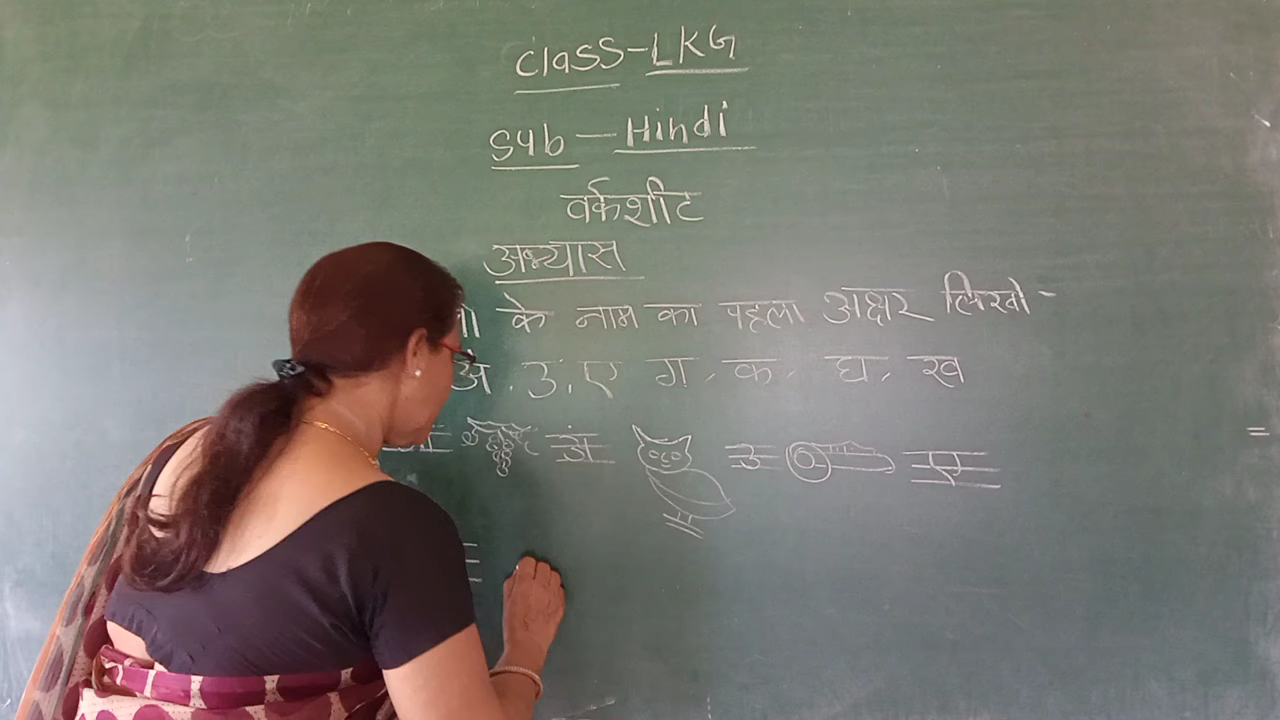 Class-LKG
Sub-Hindi
वर्कशीट
अभ्यास
के नाम का पहला अक्षर लिखो -
अं, उ, ए ग, क, घ, ख
अं उ ए